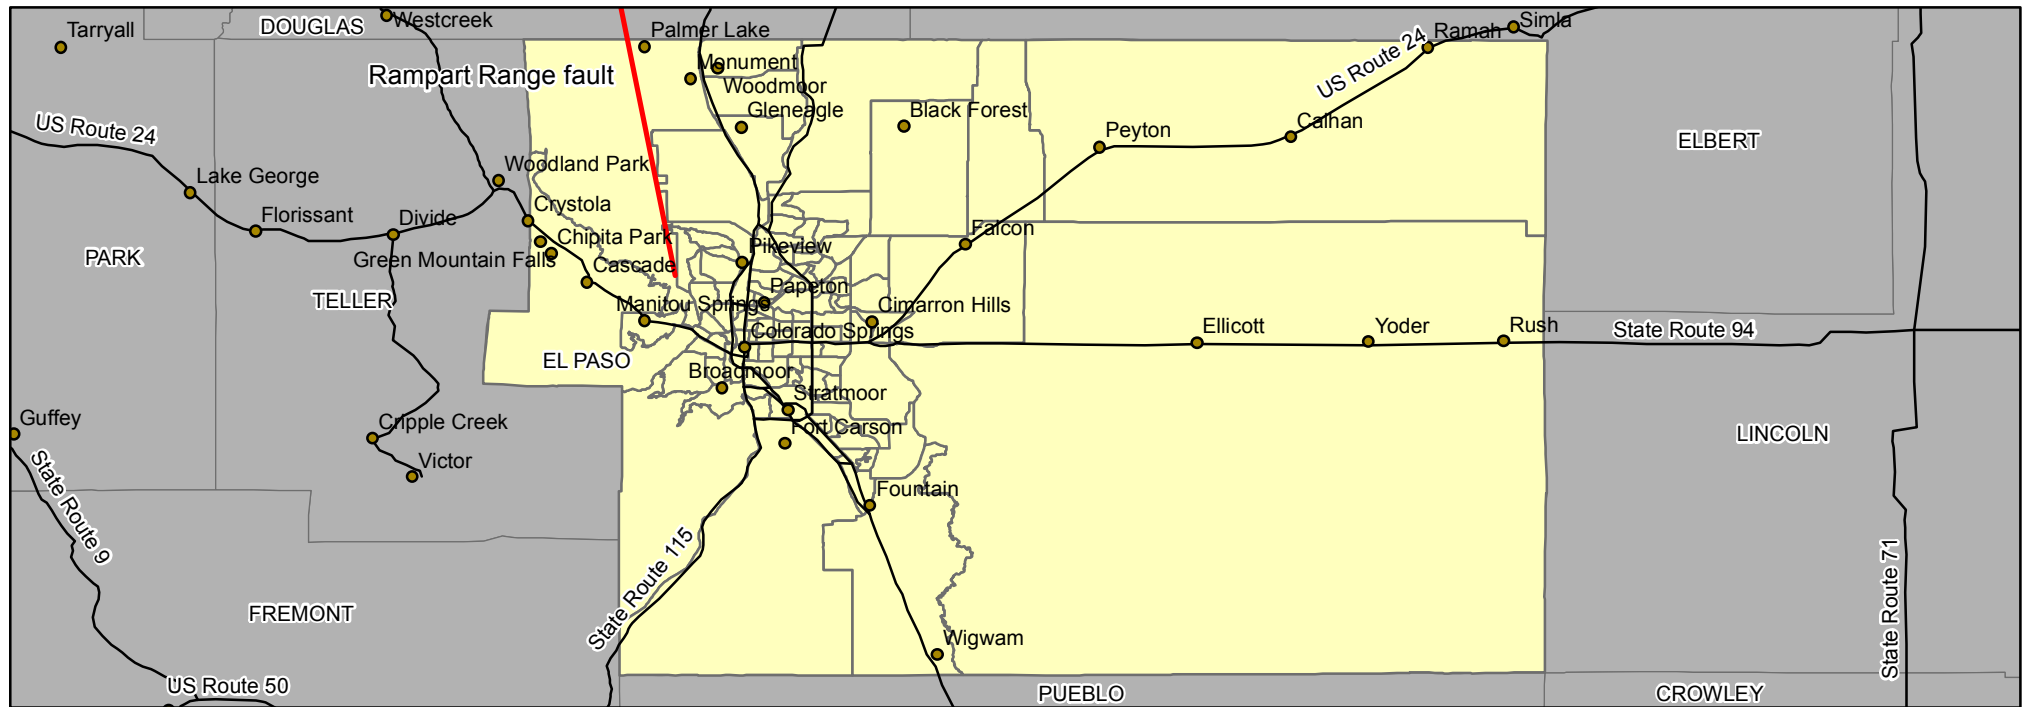 Westcreek
Simla
DOUGLAS
Tarryall
Palmer Lake
Ramah
Monument
Rampart Range fault
US Route 24
Woodmoor
Gleneagle
Black Forest
US Route 24
Calhan
Peyton
ELBERT
Woodland Park
Lake George
Crystola
Florissant
Divide
Falcon
Chipita Park
Pikeview
PARK
Green Mountain Falls
Cascade
Papeton
TELLER
Manitou Springs
Cimarron Hills
Colorado Springs
Ellicott
Yoder
Rush
State Route 94
EL PASO
Broadmoor
Stratmoor
Guffey
Cripple Creek
Fort Carson
LINCOLN
Victor
State Route 9
Fountain
State Route 115
State Route 71
FREMONT
Wigwam
US Route 50
PUEBLO
CROWLEY